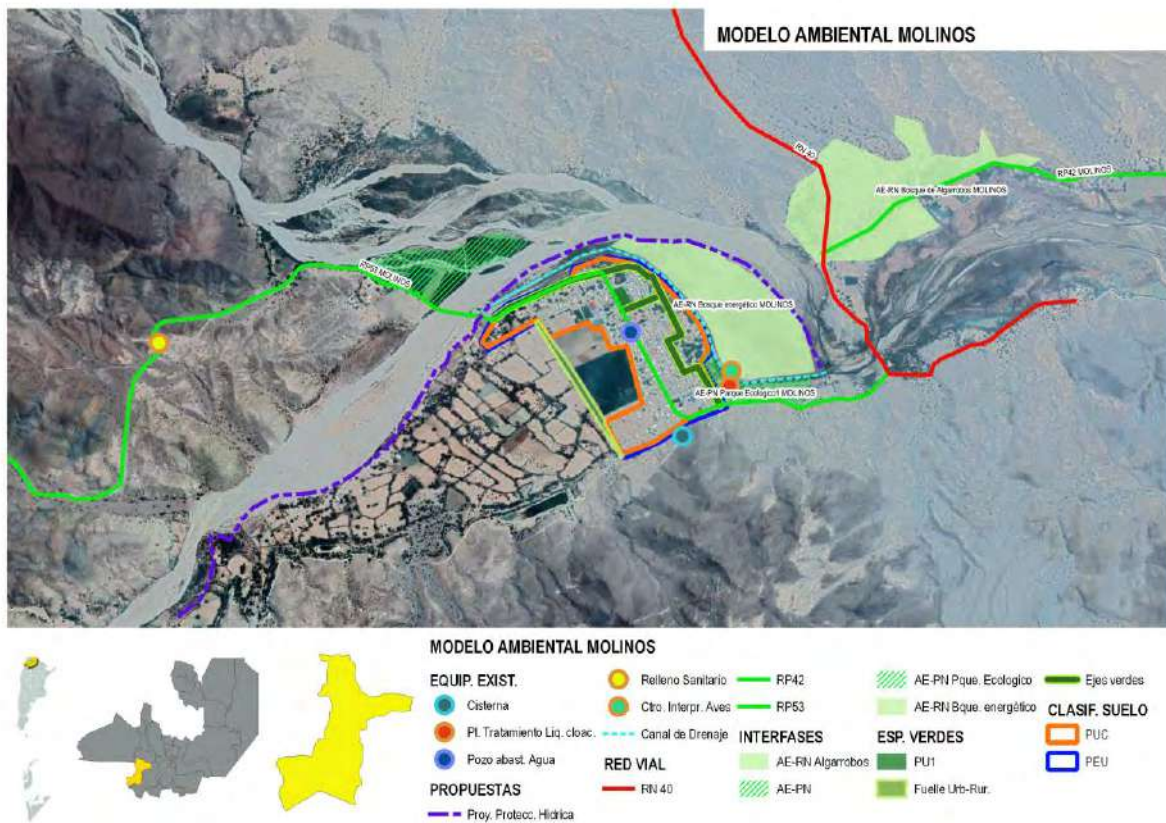 MODELO AMBIENTAL MOLINOS
RN 40
RP42 MOLINOS
AE-RN Bosque de Algarrobos MOLINOS
RP53 MOLINOS
AE-RN Bosque energético MOLINOS
AE-PN Parque Ecologico1 MOLINOS
MODELO AMBIENTAL MOLINOS
EQUIP. EXIST.
Cisterna
Pl. Tratamiento Liq. cloac.
Pozo abast. Agua
PROPUESTAS
Proy. Protecc. Hidrica
Relleno Sanitario
Ctro. Interpr. Aves
Canal de Drenaje
RED VIAL
RN 40
RP42
RP53
INTERFASES
AE-RN Algarrobos
AE-PN
AE-PN Pque. Ecologico
AE-RN Bque. energético
ESP. VERDES
PU1
Fuelle Urb-Rur.
Ejes verdes
CLASIF. SUELO
PUC
PEU